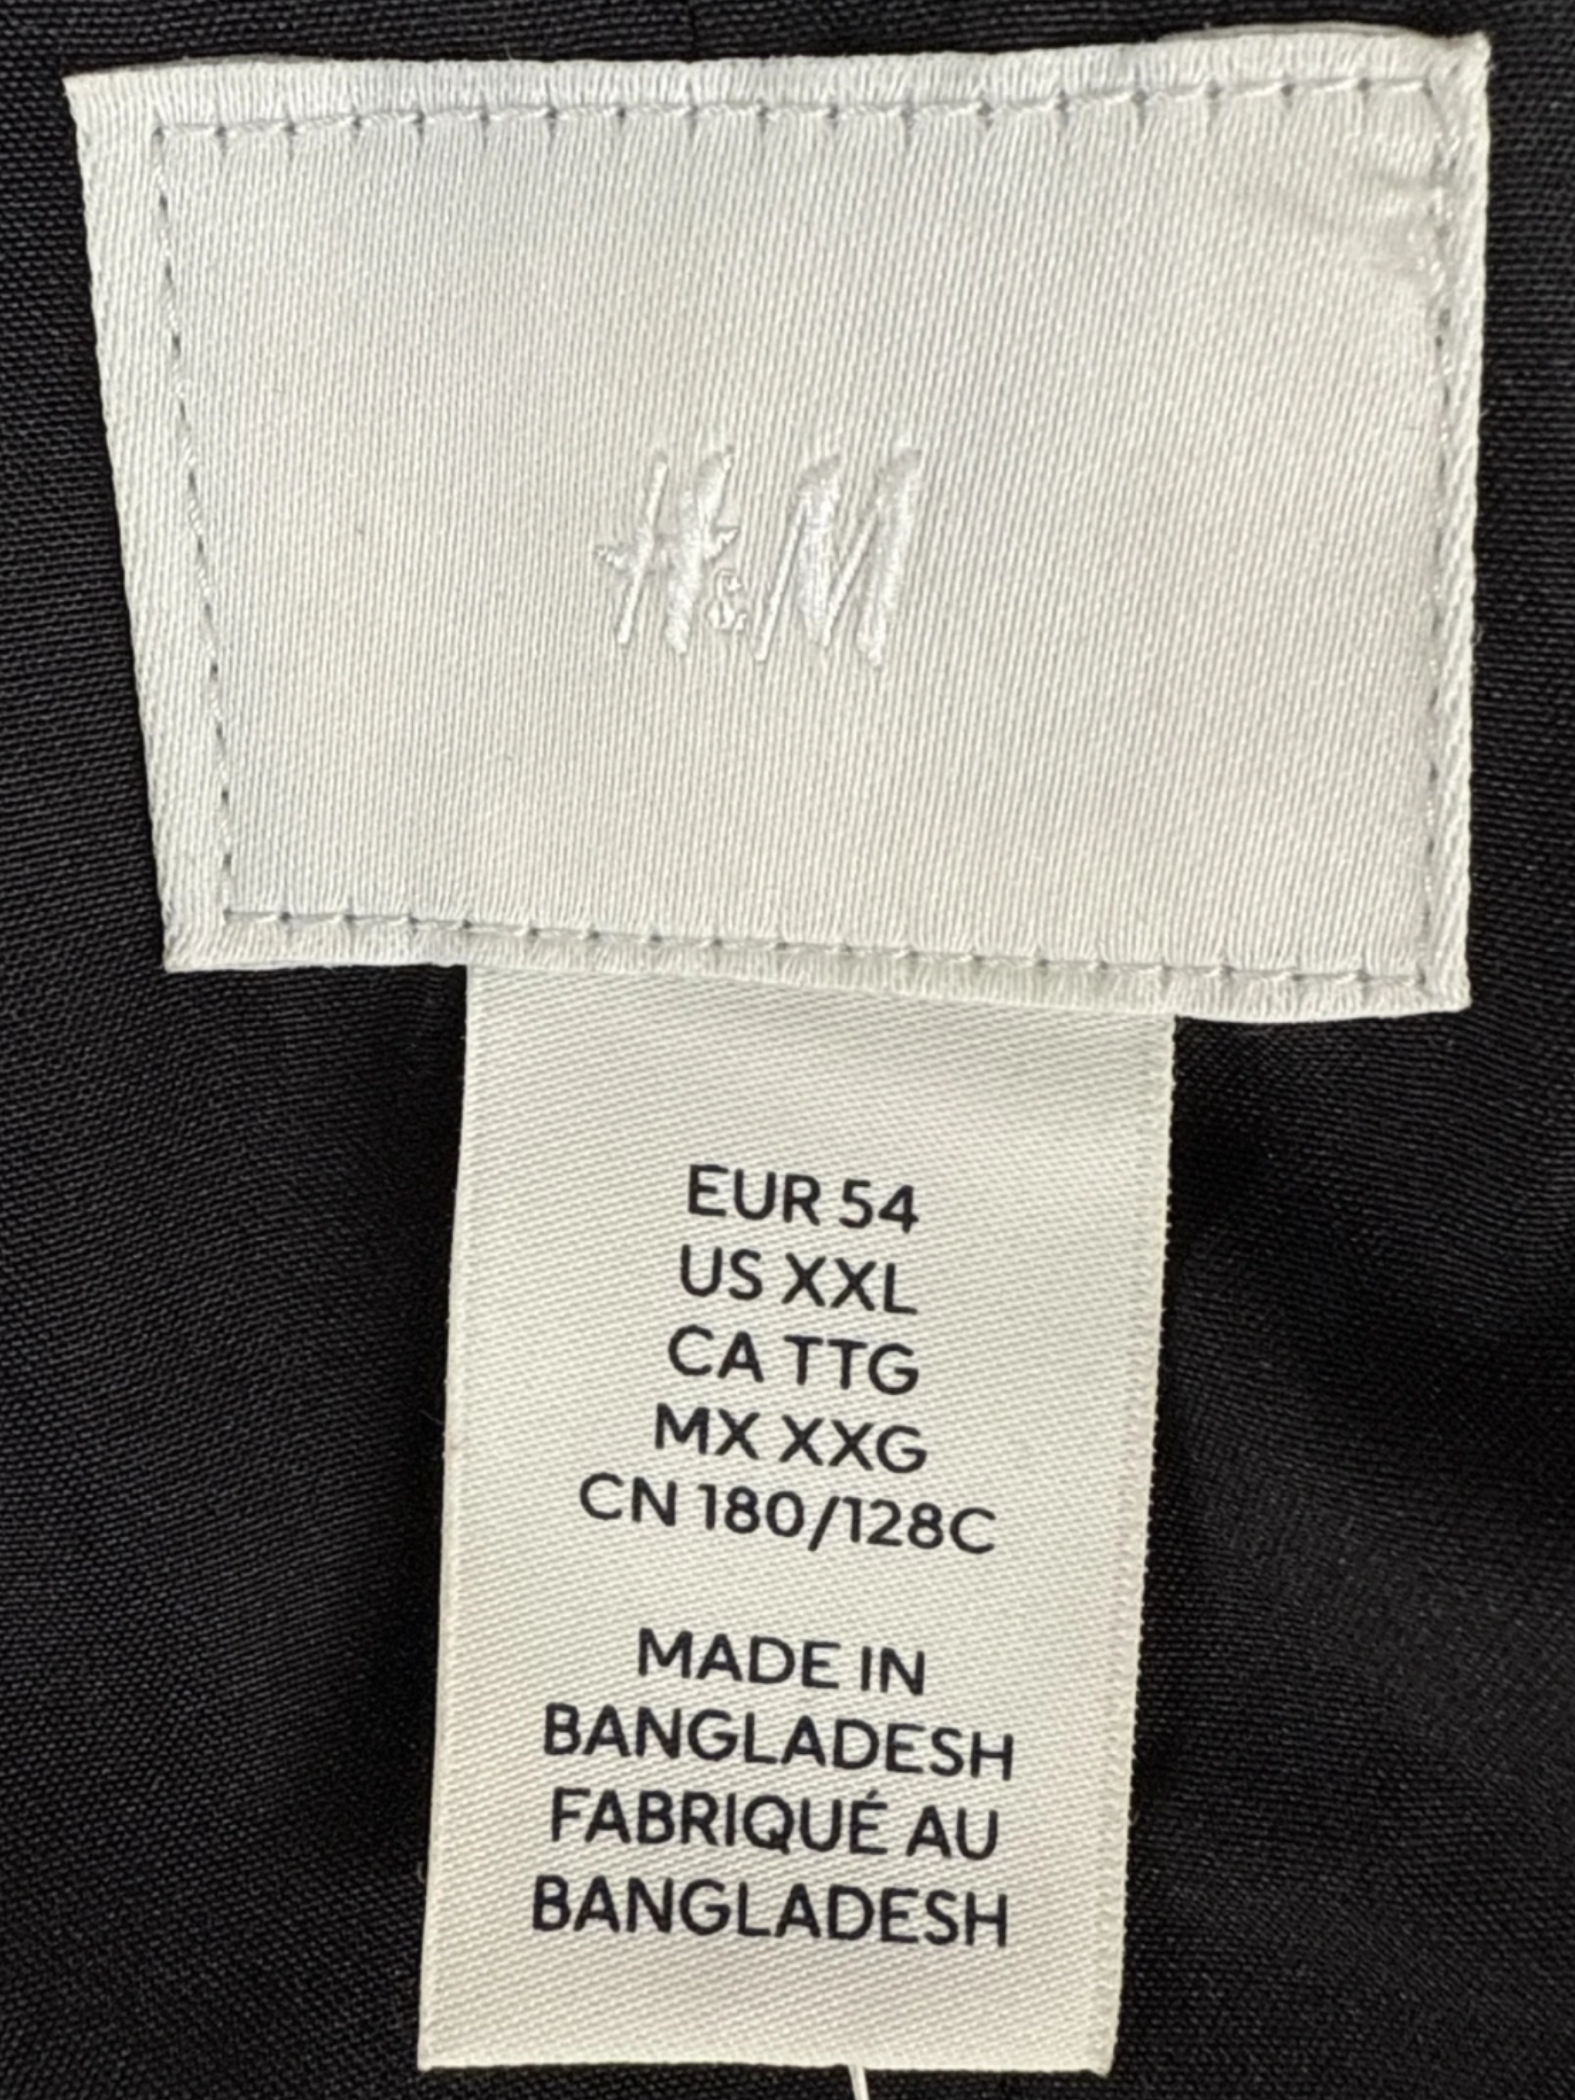 H&M
EUR 54
US XXL
CA TTG
MX XXG
CN 180/128C
MADE IN
BANGLADESH
FABRIQUÉ AU
BANGLADESH